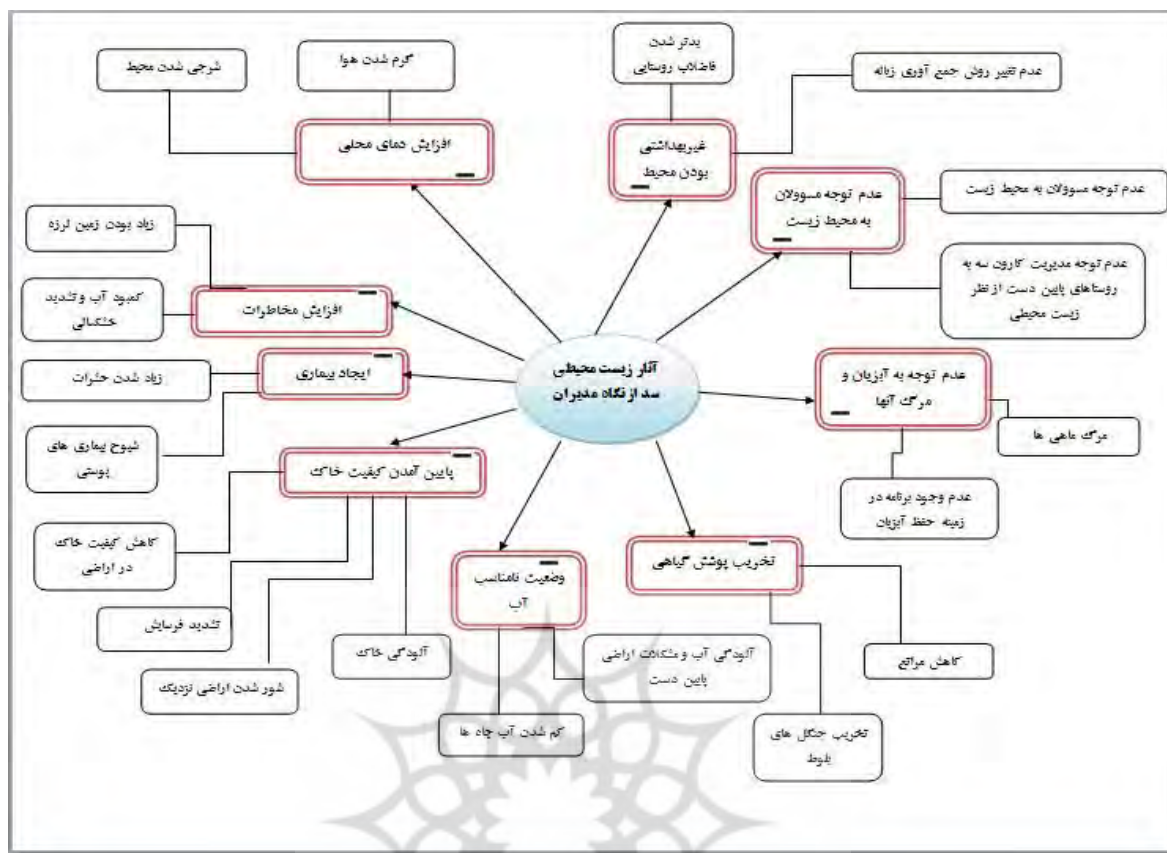 گرم شدن هوا
شرجی شدن محیط
افزایش دمای محلی
بدتر شدن
فاضلاب روستایی
عدم تغییر روش جمع آوری زباله
غیربهداشتی
بودن محیط
عدم توجه مسوولان
به محیط زیست
عدم توجه مسوولان به محیط زیست
عدم توجه مدیریت کارون سه به
روستاهای پایین دست از نظر
زیست محیطی
زیاد بودن زمین لرزه
کمبود آب و تشدید
خشکسالی
افزایش مخاطرات
آثار زیست محیطی
سد از نگاه مدیران
ایجاد بیماری
زیاد شدن حشرات
شیوح بیماری های
پوستی
عدم توجه به آبزیان و
مرگ آنها
مرگ ماهی ها
عدم وجود برنامه در
زمینه حفظ آبزیان
پایین آمدن کیفیت خاک
کاهش کیفیت خاک
در اراضی
تشدید فرسایش
شور شدن اراضی نزدیک
آلودگی خاک
وضعیت نامناسب
آب
آلودگی آب و مشکلات اراضی
پایین دست
کم شدن آب چاه ها
تخریب پوشش گیاهی
کاهش مراتع
تخریب جنگل های
بلوط